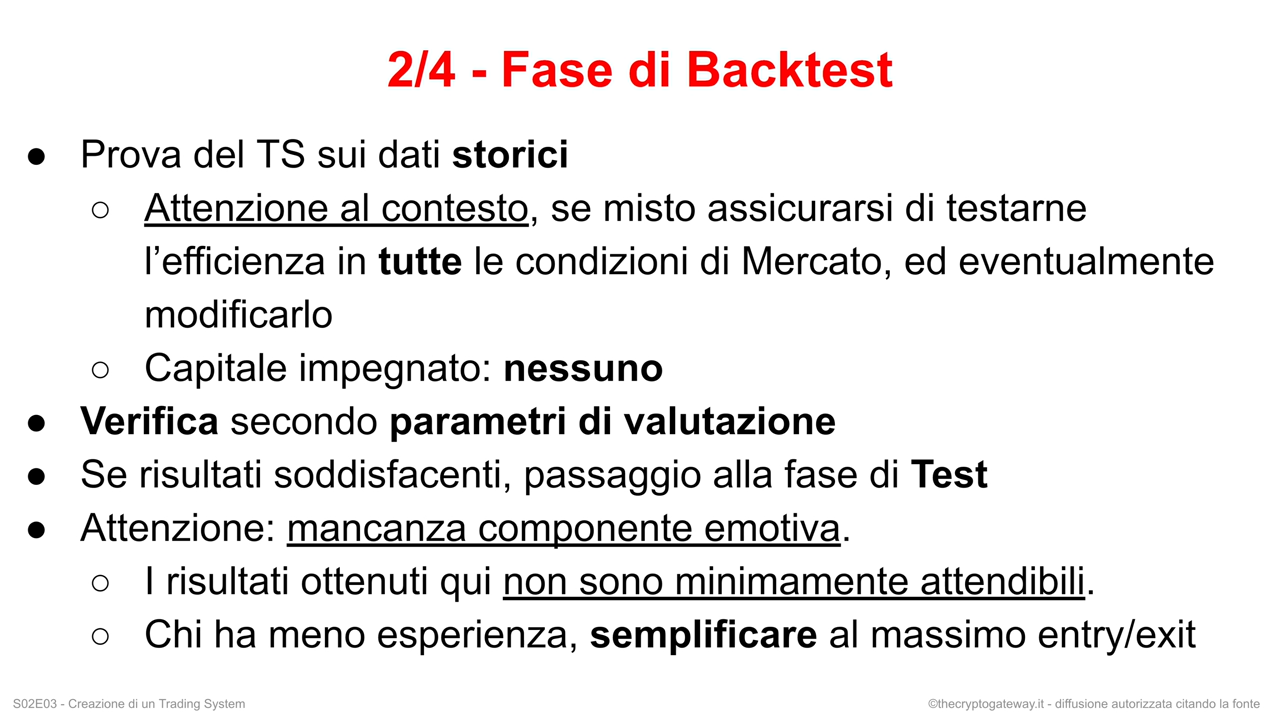 2/4 - Fase di Backtest
● Prova del TS sui dati storici
○ Attenzione al contesto, se misto assicurarsi di testarne
l’efficienza in tutte le condizioni di Mercato, ed eventualmente
modificarlo
○ Capitale impegnato: nessuno
● Verifica secondo parametri di valutazione
● Se risultati soddisfacenti, passaggio alla fase di Test
● Attenzione: mancanza componente emotiva.
○ I risultati ottenuti qui non sono minimamente attendibili.
○ Chi ha meno esperienza, semplificare al massimo entry/exit
S02E03 - Creazione di un Trading System
©thecryptogateway.it - diffusione autorizzata citando la fonte